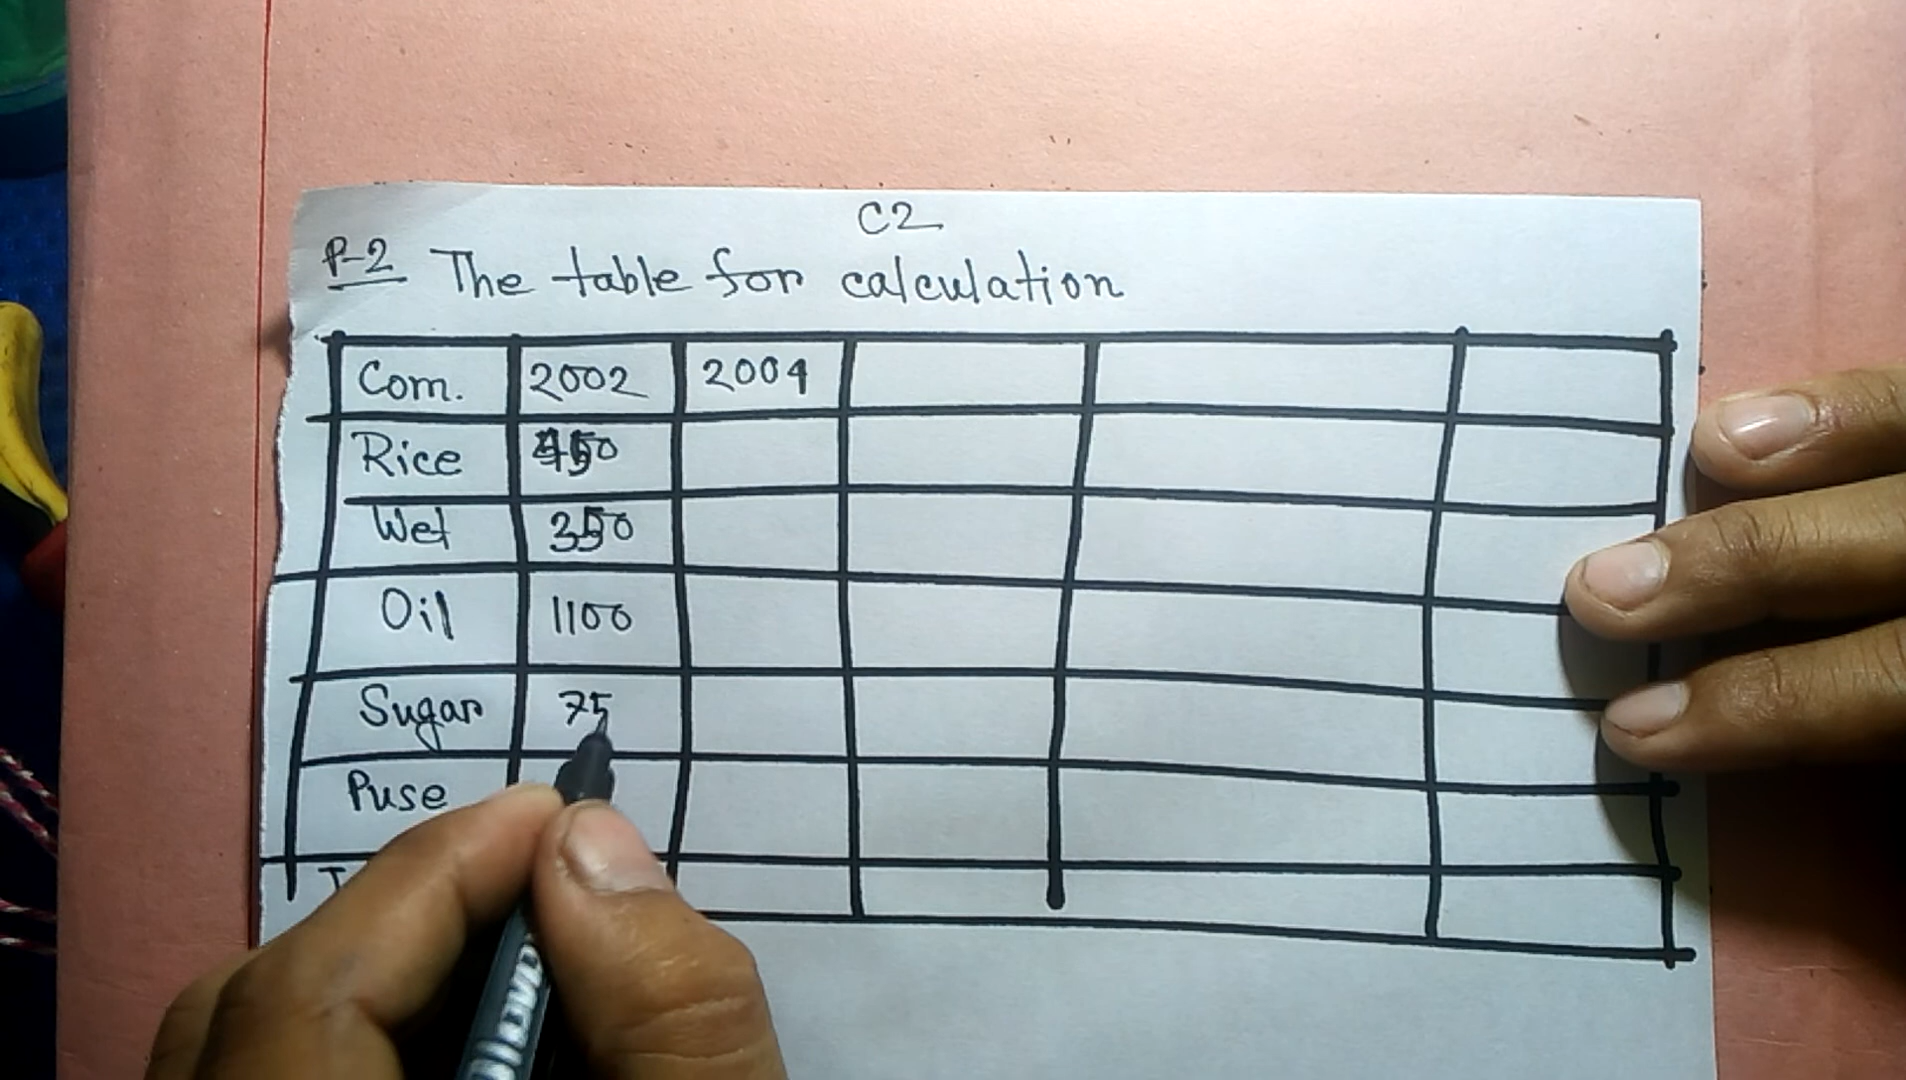 C2
P-2 The table for calculation
Com. 2002 2004
Rice 450
Wet 350
Oil 1100
Sugar 75
Puse
T